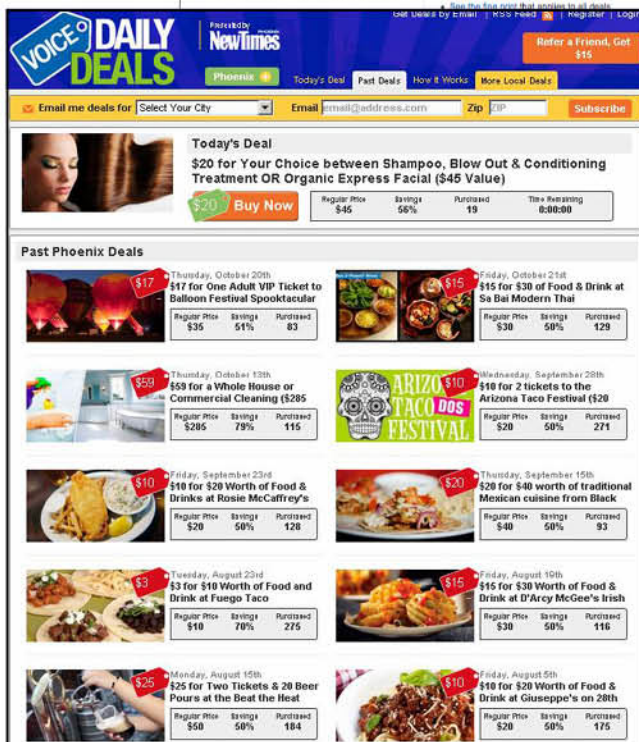 See the fine print that applies to all deals
Get Deals by Email | RSS Feed | Register | Login
VOICE DAILY DEALS
Presented by
PHOENIX
New Times
Refer a Friend, Get $15
Phoenix
Today's Deal Past Deals How It Works More Local Deals
Email me deals for Select Your City Email email@address.com Zip ZIP Subscribe
Today's Deal
$20 for Your Choice between Shampoo, Blow Out & Conditioning
Treatment OR Organic Express Facial ($45 Value)
$20 Buy Now
Regular Price Savings Purchased Time Remaining
$45 56% 19 0:00:00
Past Phoenix Deals
$17
Thursday, October 20th
$17 for One Adult VIP Ticket to
Balloon Festival Spooktacular
Regular Price Savings Purchased
$35 51% 83
$15
Friday, October 21st
$15 for $30 of Food & Drink at
Sa Bai Modern Thai
Regular Price Savings Purchased
$30 50% 129
$59
Thursday, October 13th
$59 for a Whole House or
Commercial Cleaning ($285
Regular Price Savings Purchased
$285 79% 115
ARIZO
TACO DOS
FESTIVAL
$10
Wednesday, September 28th
$10 for 2 tickets to the
Arizona Taco Festival ($20
Regular Price Savings Purchased
$20 50% 271
$10
Friday, September 23rd
$10 for $20 Worth of Food &
Drinks at Rosie McCaffrey's
Regular Price Savings Purchased
$20 50% 128
$20
Thursday, September 15th
$20 for $40 worth of traditional
Mexican cuisine from Black
Regular Price Savings Purchased
$40 50% 93
$3
Tuesday, August 23rd
$3 for $10 Worth of Food and
Drink at Fuego Taco
Regular Price Savings Purchased
$10 70% 275
$15
Friday, August 19th
$15 for $30 Worth of Food &
Drink at D'Arcy McGee's Irish
Regular Price Savings Purchased
$30 50% 116
$25
Monday, August 15th
$25 for Two Tickets & 20 Beer
Pours at the Beat the Heat
Regular Price Savings Purchased
$50 50% 184
$10
Friday, August 5th
$10 for $20 Worth of Food &
Drink at Giuseppe's on 28th
Regular Price Savings Purchased
$20 50% 175